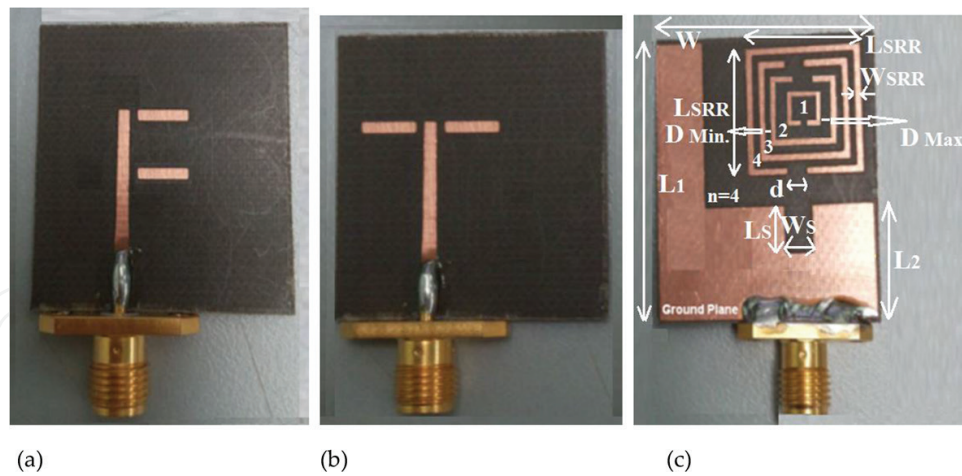 W
LSRR
WSRR
LSRR
1
D Min.
2
D Max
3
4
L1
d
n=4
LS
WS
L2
Ground Plane
(a)
(b)
(c)